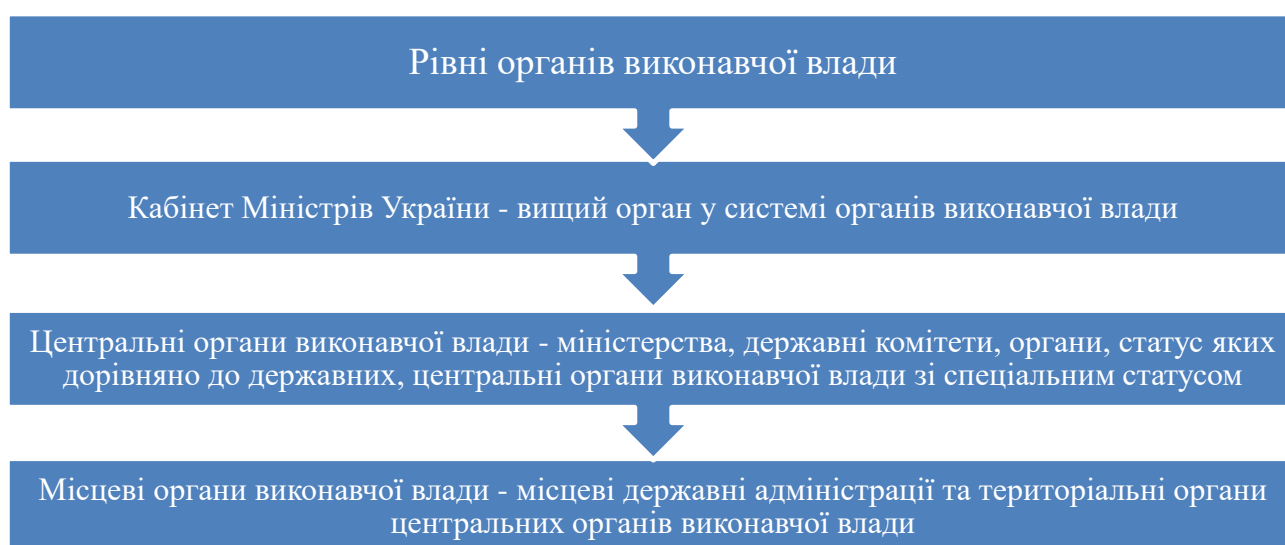 Рівні органів виконавчої влади
Кабінет Міністрів України - вищий орган у системі органів виконавчої влади
Центральні органи виконавчої влади - міністерства, державні комітети, органи, статус яких
дорівняно до державних, центральні органи виконавчої влади зі спеціальним статусом
Місцеві органи виконавчої влади - місцеві державні адміністрації та територіальні органи
центральних органів виконавчої влади